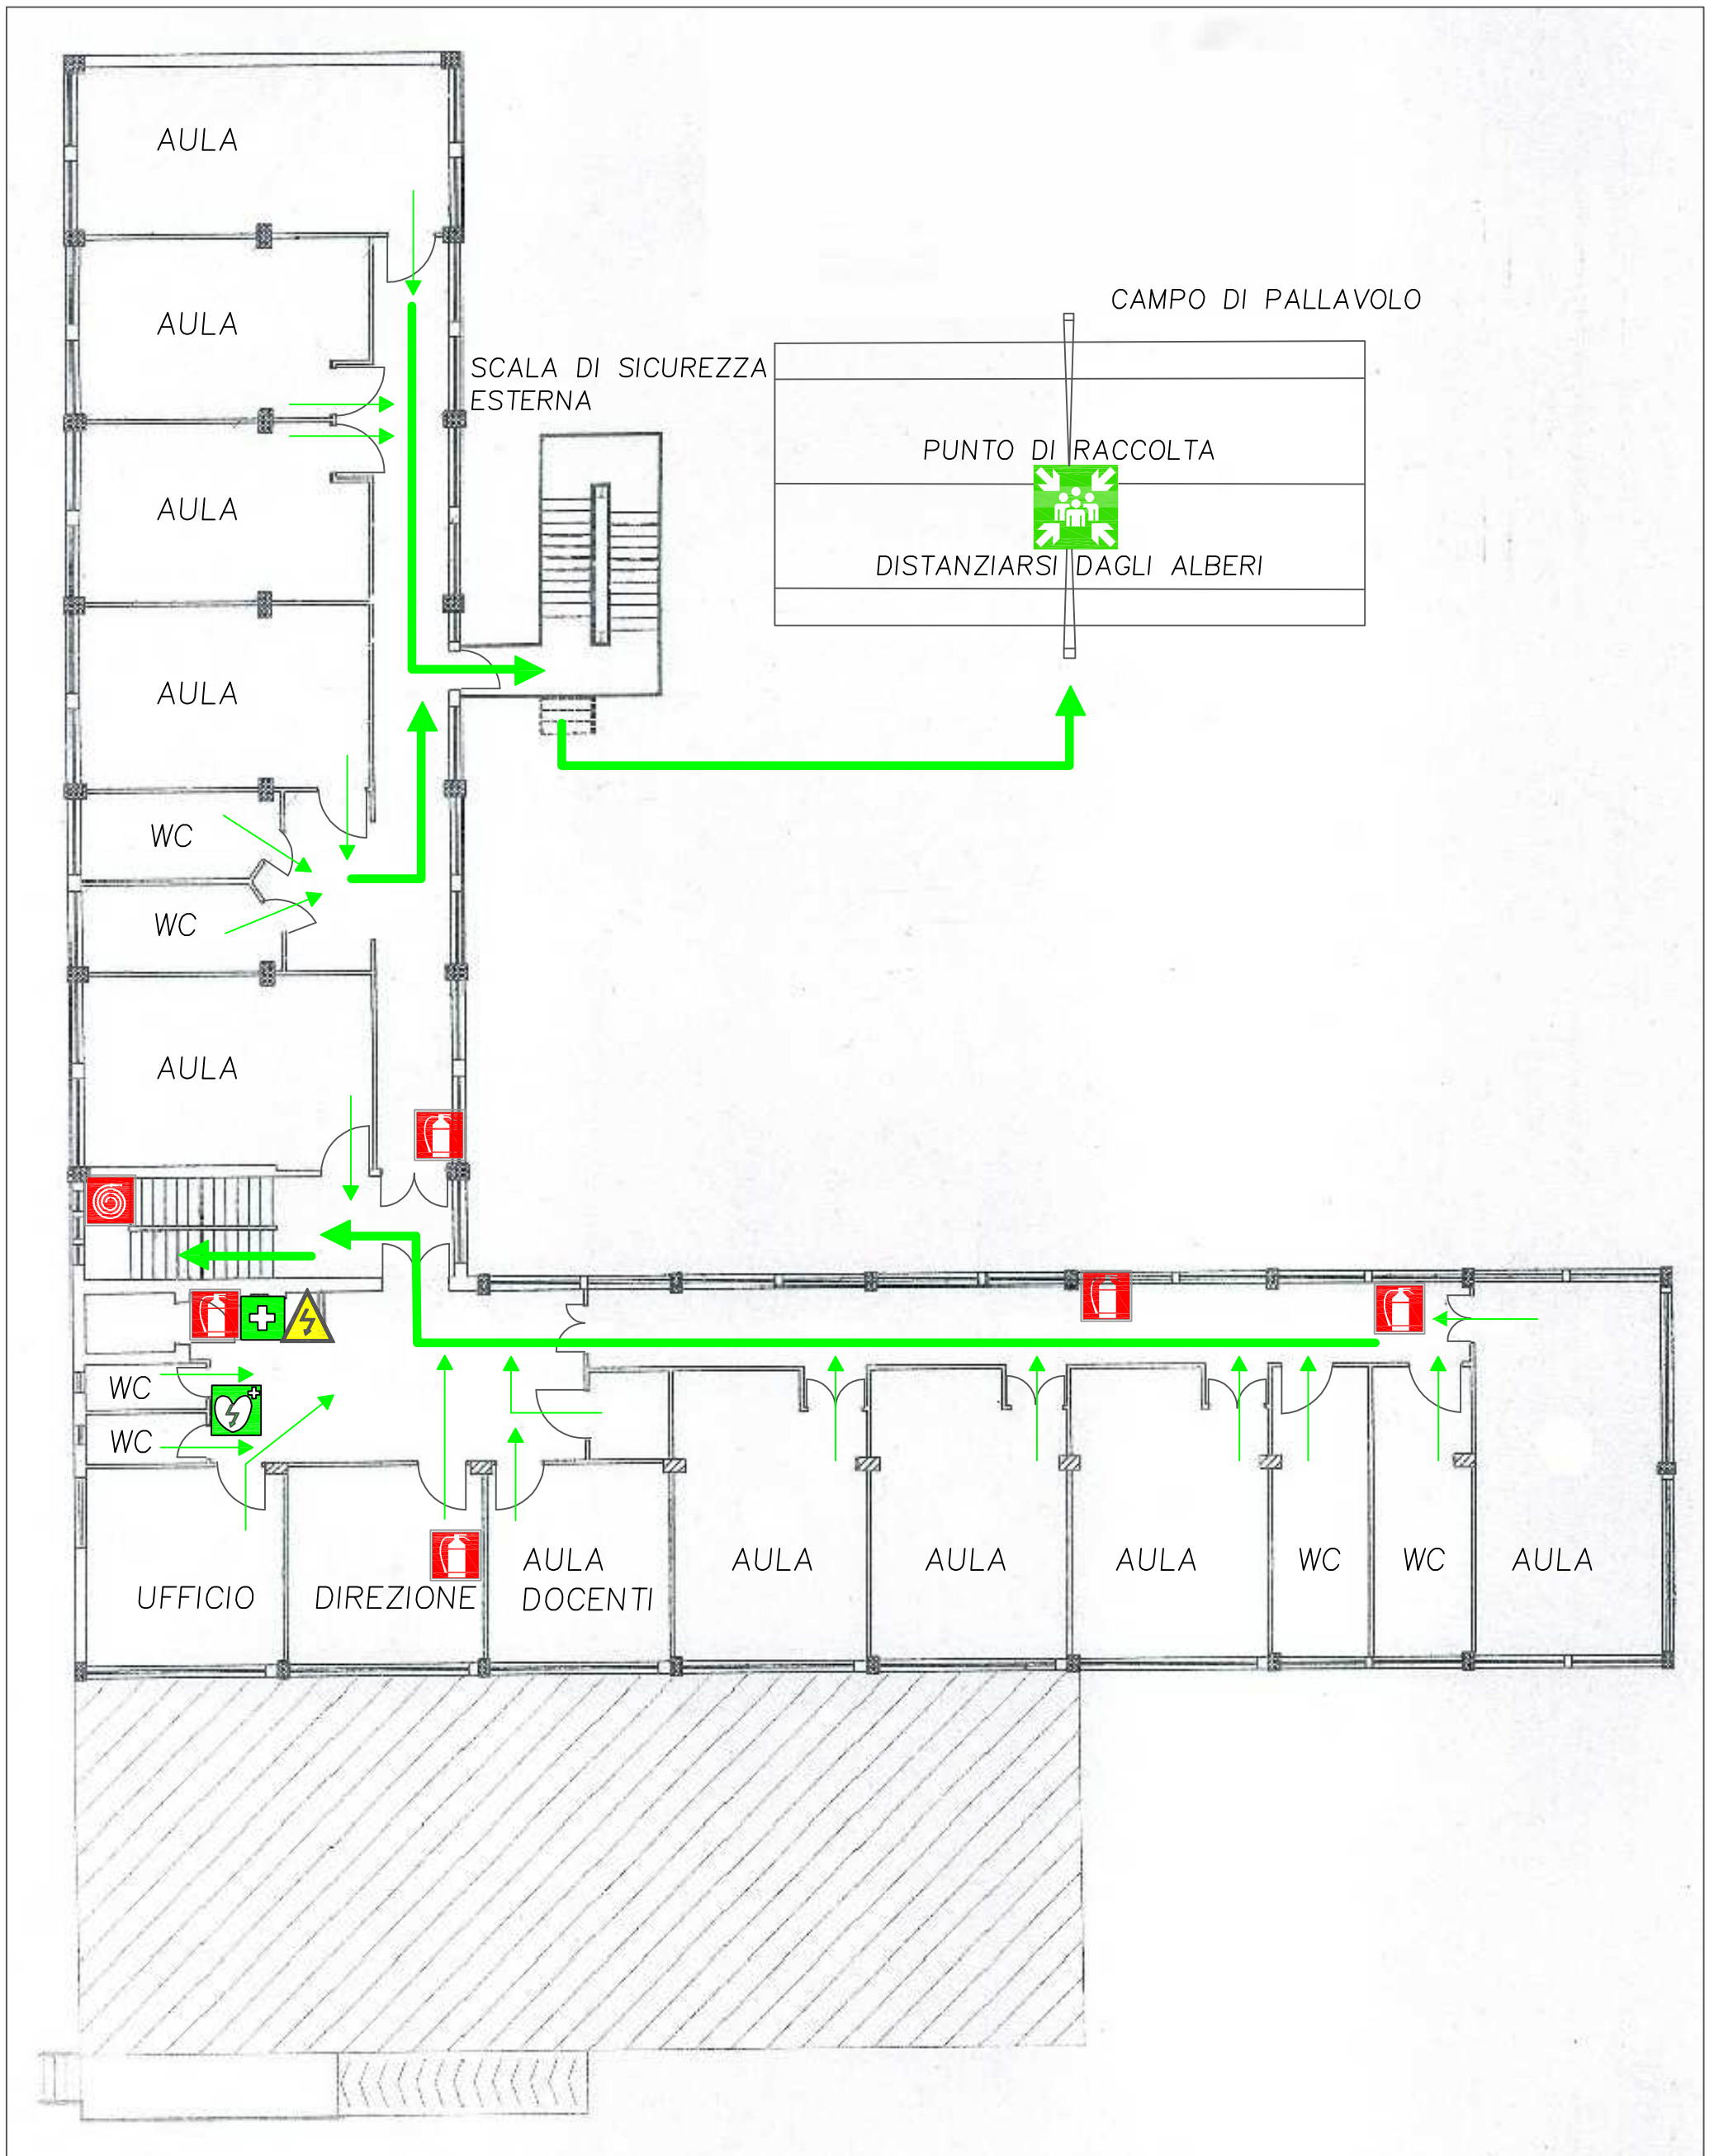 AULA
AULA
CAMPO DI PALLAVOLO
SCALA DI SICUREZZA
ESTERNA
PUNTO DI RACCOLTA
DISTANZIARSI DAGLI ALBERI
AULA
AULA
WC
WC
AULA
WC
WC
UFFICIO
DIREZIONE
AULA
DOCENTI
AULA
AULA
AULA
WC
WC
AULA